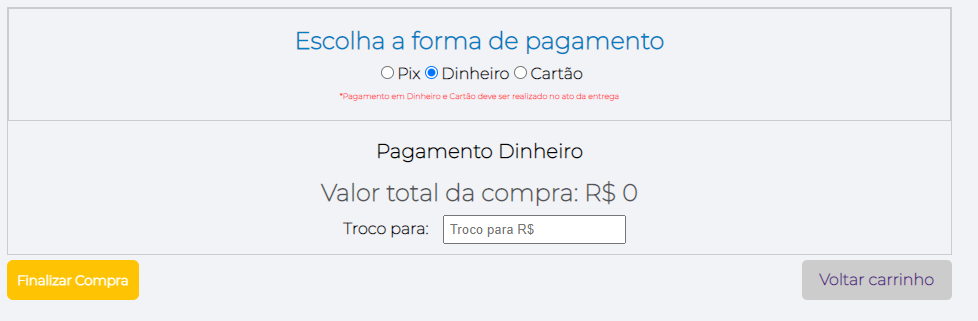 Escolha a forma de pagamento
Pix Dinheiro Cartão
*Pagamento em Dinheiro e Cartão deve ser realizado no ato da entrega
Pagamento Dinheiro
Valor total da compra: R$ 0
Troco para: Troco para R$
Finalizar Compra Voltar carrinho